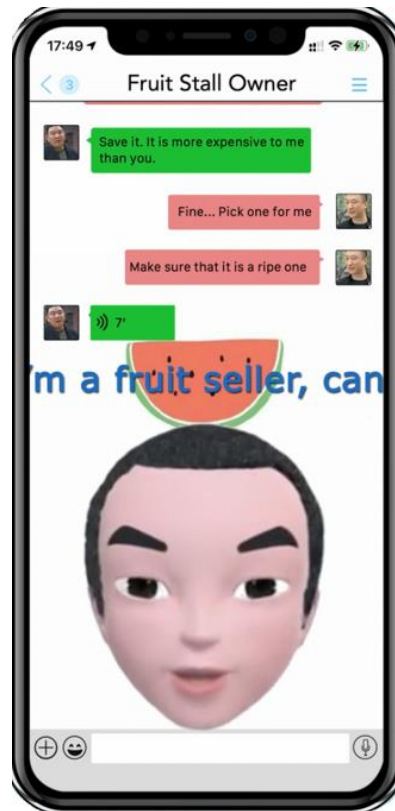 17:49
3
Fruit Stall Owner
Save it. It is more expensive to me
than you.
Fine... Pick one for me
Make sure that it is a ripe one
7'
'm a fruit seller, can